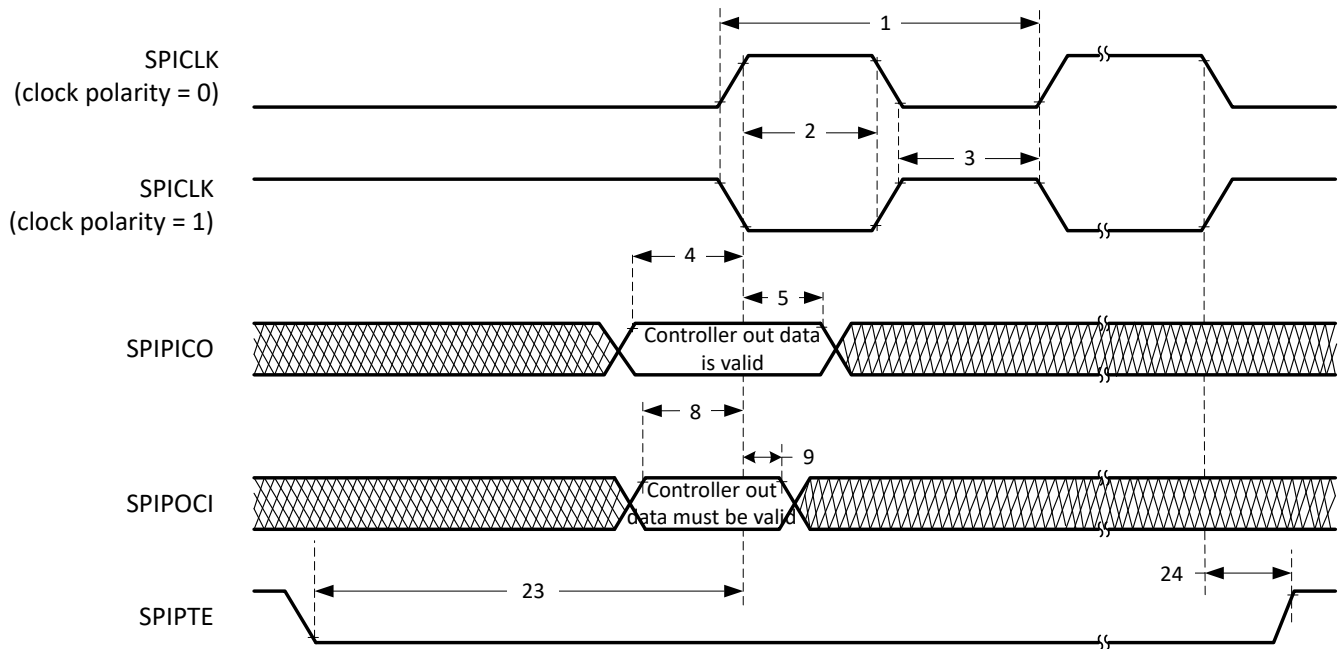 1
SPICLK
(clock polarity = 0)
2
3
SPICLK
(clock polarity = 1)
4
5
SPIPICO
Controller out data
is valid
8
9
SPIPOCI
Controller out
data must be valid
23
24
SPIPTE